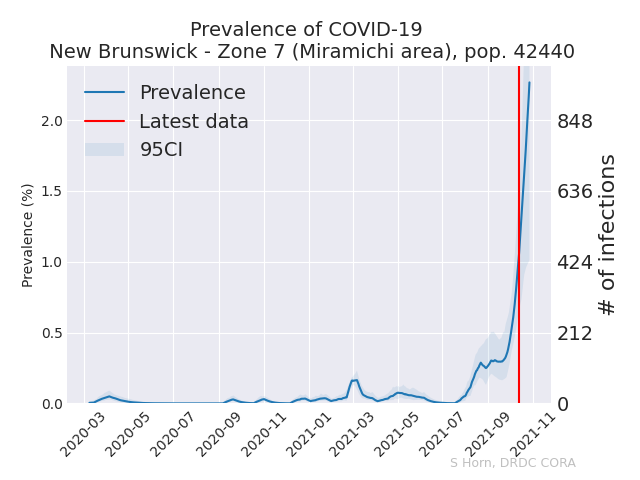 Prevalence of COVID-19
New Brunswick - Zone 7 (Miramichi area), pop. 42440
Prevalence
Latest data
95CI
Prevalence (%)
2.0
1.5
1.0
0.5
0.0
848
636
424
212
0
# of infections
2020-03
2020-05
2020-07
2020-09
2020-11
2021-01
2021-03
2021-05
2021-07
2021-09
2021-11
S Horn, DRDC CORA